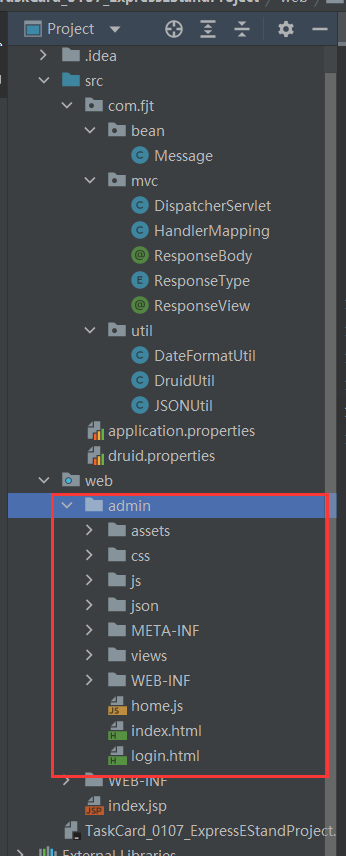 TaskCard_0107_ExpressEStandProject
web
Project
.idea
src
com.fjt
bean
Message
mvc
DispatcherServlet
HandlerMapping
ResponseBody
ResponseType
ResponseView
util
DateFormatUtil
DruidUtil
JSONUtil
application.properties
druid.properties
web
admin
assets
css
js
json
META-INF
views
WEB-INF
home.js
index.html
login.html
WEB-INF
index.jsp
TaskCard_0107_ExpressEStandProject.
External Libraries